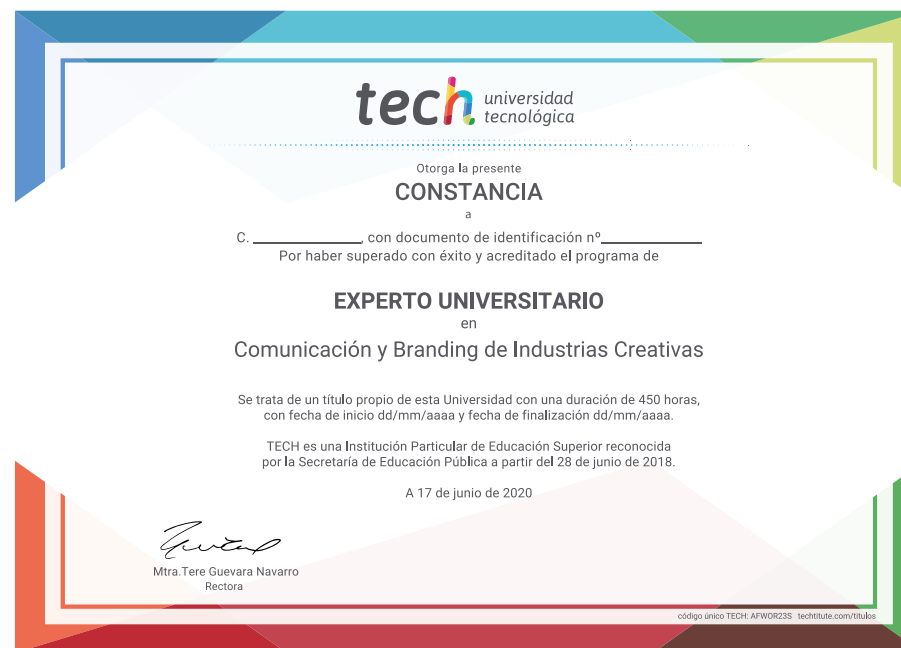 tech universidad
tecnológica
Otorga la presente
CONSTANCIA
a
C. ____________, con documento de identificación nº____________
Por haber superado con éxito y acreditado el programa de
EXPERTO UNIVERSITARIO
en
Comunicación y Branding de Industrias Creativas
Se trata de un título propio de esta Universidad con una duración de 450 horas,
con fecha de inicio dd/mm/aaaa y fecha de finalización dd/mm/aaaa.
TECH es una Institución Particular de Educación Superior reconocida
por la Secretaría de Educación Pública a partir del 28 de junio de 2018.
A 17 de junio de 2020
Mtra.Tere Guevara Navarro
Rectora
código único TECH: AFWOR23S techtitute.com/titulos